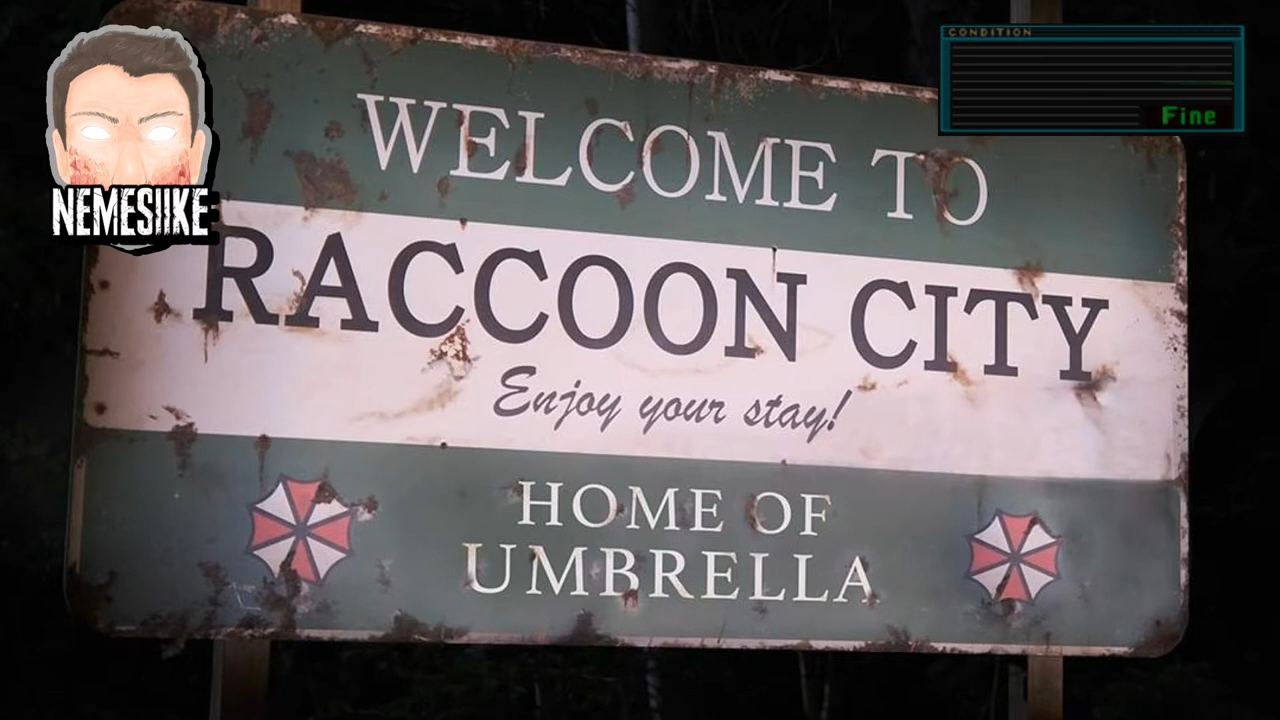 CONDITION
Fine
NEMESIIKE
WELCOME TO
RACCOON CITY
Enjoy your stay!
HOME OF
UMBRELLA